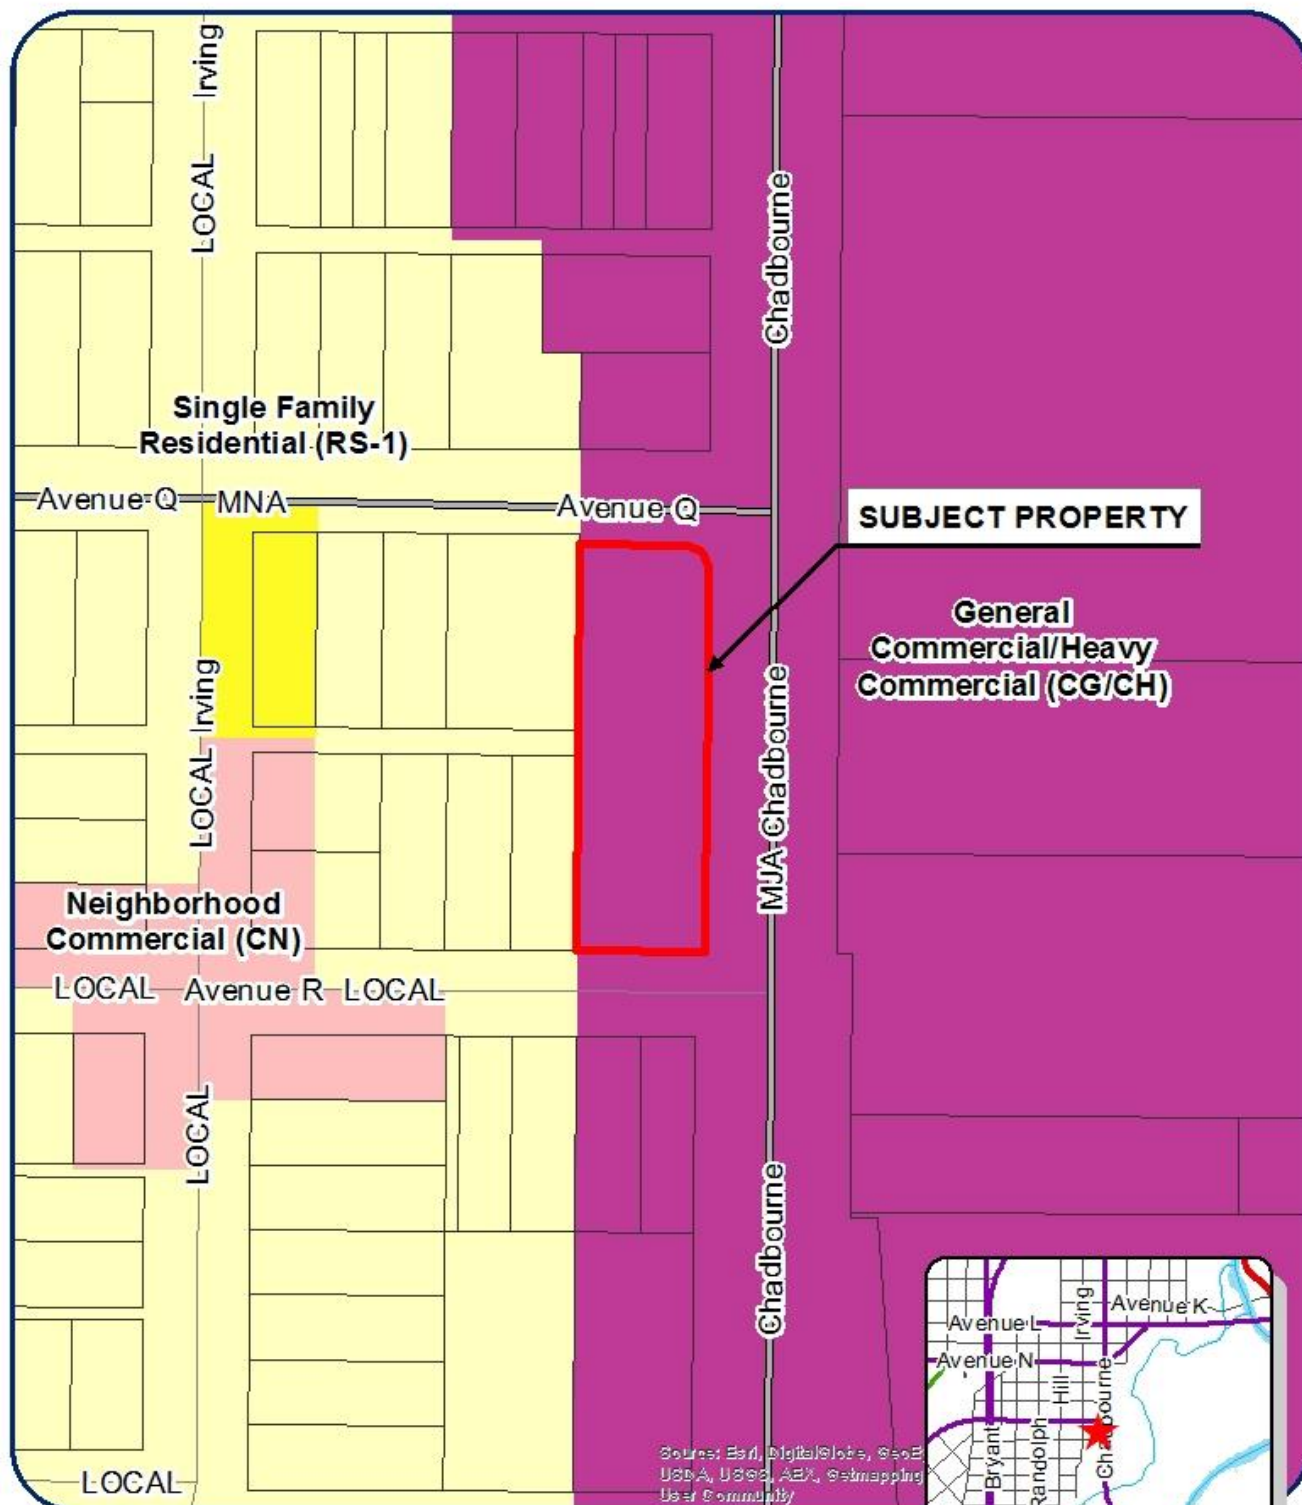 Irving
LOCAL
Chadbourne
Single Family
Residential (RS-1)
Avenue Q MNA Avenue Q
SUBJECT PROPERTY
General
Commercial/Heavy
Commercial (CG/CH)
Irving
LOCAL
MJA Chadbourne
Neighborhood
Commercial (CN)
LOCAL Avenue R LOCAL
LOCAL
Chadbourne
LOCAL
Source: Esri, DigitalGlobe, GeoE
USDA, USGS, AEX, Getmapping
User Community
Avenue K
Avenue L
Irving
Avenue N
Hill
Chadbourne
Bryant
Randolph